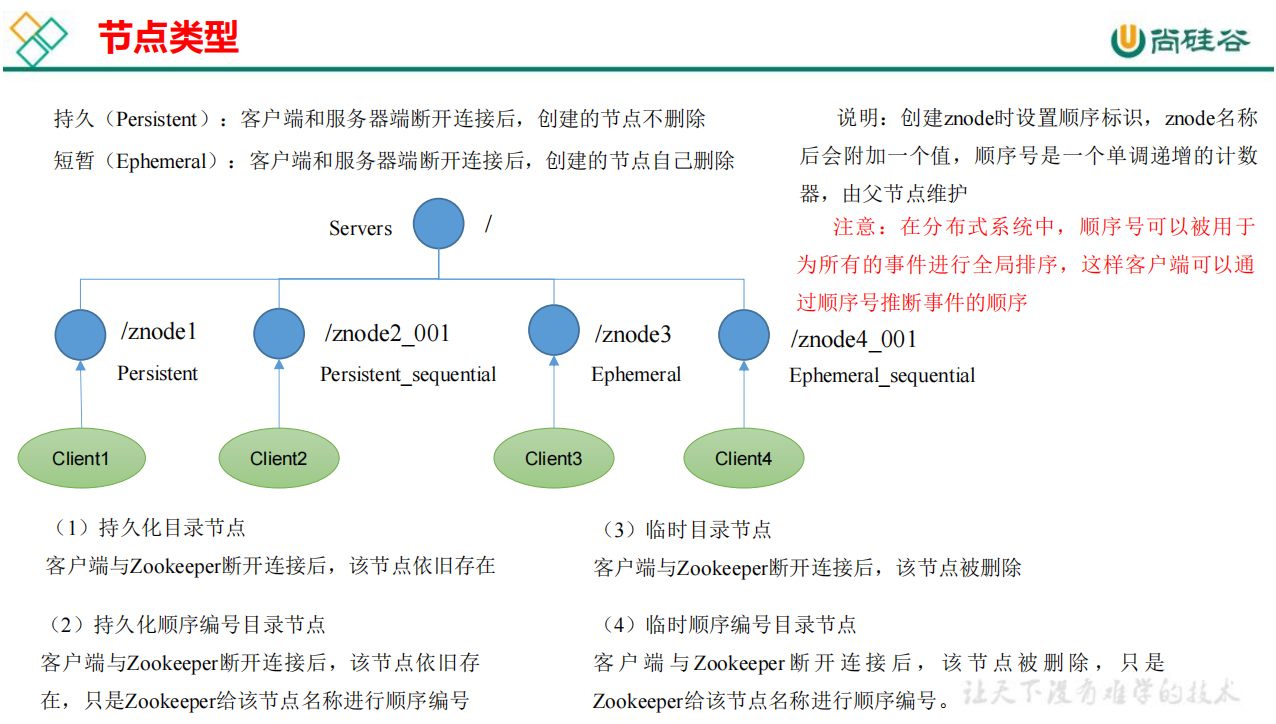 节点类型
尚硅谷
持久（Persistent）：客户端和服务器端断开连接后，创建的节点不删除
短暂（Ephemeral）：客户端和服务器端断开连接后，创建的节点自己删除
说明：创建znode时设置顺序标识，znode名称
后会附加一个值，顺序号是一个单调递增的计数
器，由父节点维护
注意：在分布式系统中，顺序号可以被用于
为所有的事件进行全局排序，这样客户端可以通
过顺序号推断事件的顺序
Servers
/
/znode1
Persistent
/znode2_001
Persistent_sequential
/znode3
Ephemeral
/znode4_001
Ephemeral_sequential
Client1
Client2
Client3
Client4
（1）持久化目录节点
客户端与Zookeeper断开连接后，该节点依旧存在
（2）持久化顺序编号目录节点
客户端与Zookeeper断开连接后，该节点依旧存
在，只是Zookeeper给该节点名称进行顺序编号
（3）临时目录节点
客户端与Zookeeper断开连接后，该节点被删除
（4）临时顺序编号目录节点
客户端与Zookeeper断开连接后，该节点被删除，只是
Zookeeper给该节点名称进行顺序编号。
让天下没有难学的技术